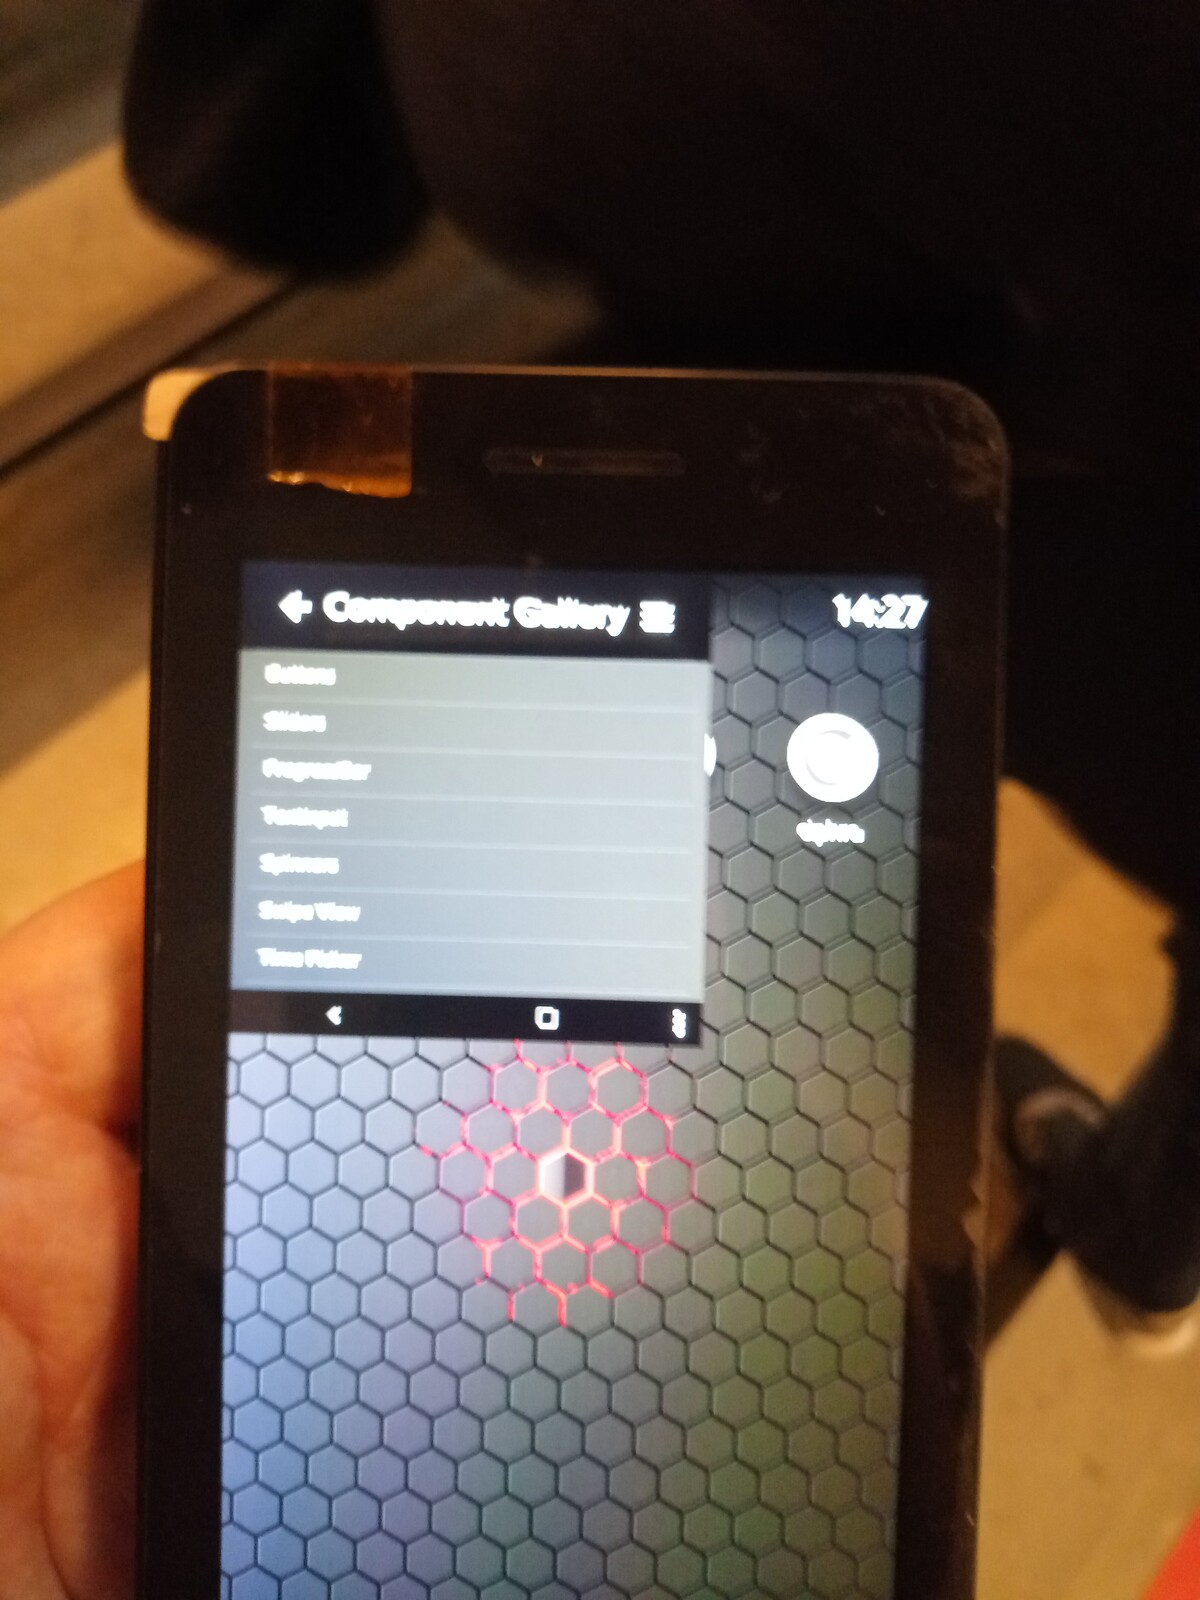 Component Gallery
14:27
Buttons
Sliders
ProgressBar
TextInput
Spinners
Swipe View
Time Picker